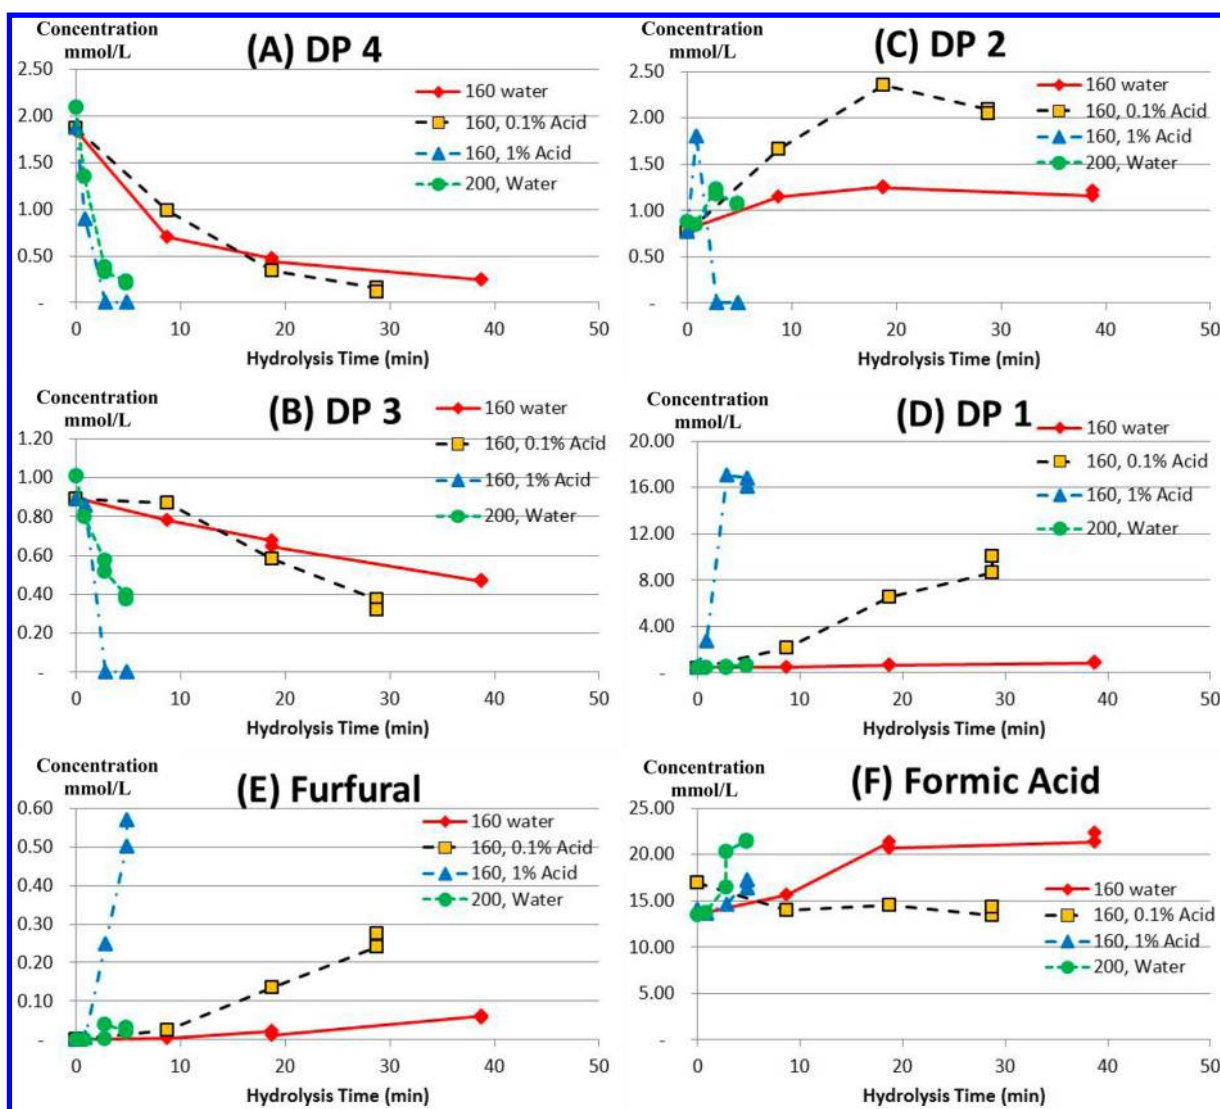 Concentration
mmol/L
(A) DP 4
2.50
2.00
1.50
1.00
0.50
-
0 10 20 30 40 50
Hydrolysis Time (min)
160 water
160, 0.1% Acid
160, 1% Acid
200, Water
Concentration
mmol/L
(C) DP 2
2.50
2.00
1.50
1.00
0.50
-
0 10 20 30 40 50
Hydrolysis Time (min)
160 water
160, 0.1% Acid
160, 1% Acid
200, Water
Concentration
mmol/L
(B) DP 3
1.20
1.00
0.80
0.60
0.40
0.20
-
0 10 20 30 40 50
Hydrolysis Time (min)
160 water
160, 0.1% Acid
160, 1% Acid
200, Water
Concentration
mmol/L
(D) DP 1
20.00
16.00
12.00
8.00
4.00
-
0 10 20 30 40 50
Hydrolysis Time (min)
160 water
160, 0.1% Acid
160, 1% Acid
200, Water
Concentration
mmol/L
(E) Furfural
0.60
0.50
0.40
0.30
0.20
0.10
-
0 10 20 30 40 50
Hydrolysis Time (min)
160 water
160, 0.1% Acid
160, 1% Acid
200, Water
Concentration
mmol/L
(F) Formic Acid
25.00
20.00
15.00
10.00
5.00
-
0 10 20 30 40 50
Hydrolysis Time (min)
160 water
160, 0.1% Acid
160, 1% Acid
200, Water